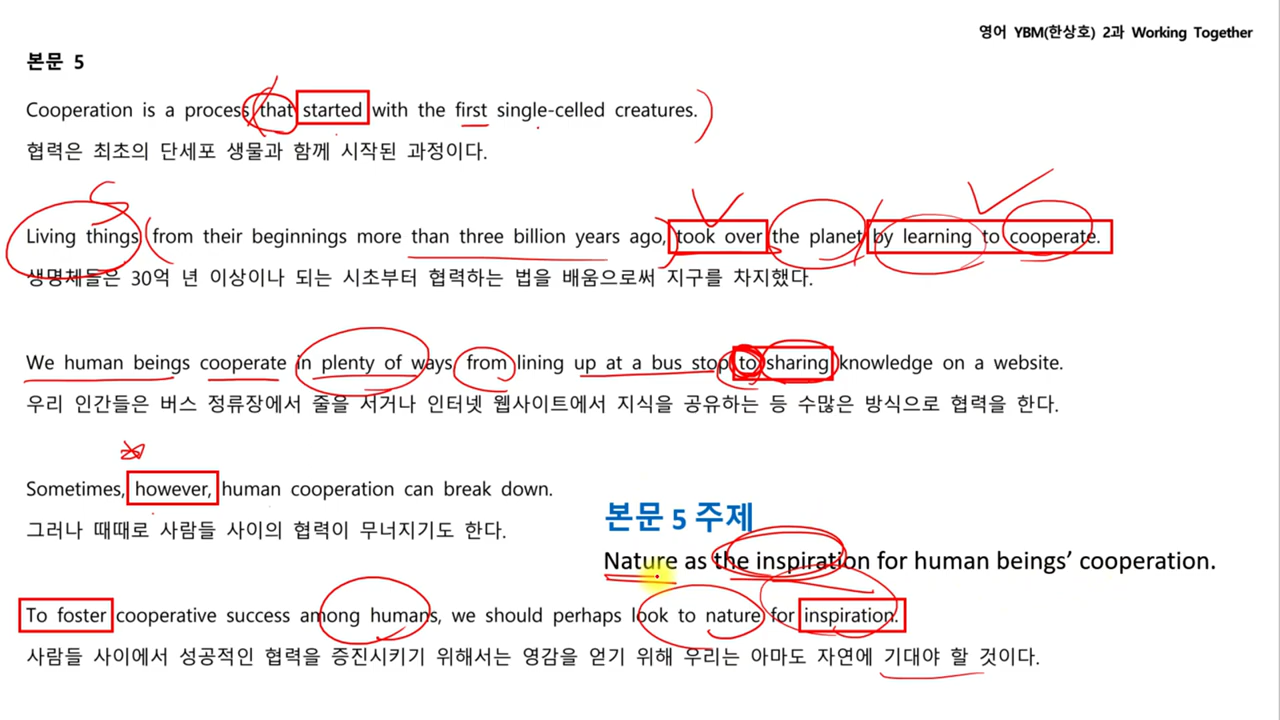 영어 YBM(한상호) 2과 Working Together
본문 5
Cooperation is a process that started with the first single-celled creatures.
협력은 최초의 단세포 생물과 함께 시작된 과정이다.
Living things from their beginnings more than three billion years ago, took over the planet by learning to cooperate.
생명체들은 30억 년 이상이나 되는 시초부터 협력하는 법을 배움으로써 지구를 차지했다.
We human beings cooperate in plenty of ways from lining up at a bus stop to sharing knowledge on a website.
우리 인간들은 버스 정류장에서 줄을 서거나 인터넷 웹사이트에서 지식을 공유하는 등 수많은 방식으로 협력을 한다.
Sometimes, however, human cooperation can break down.
그러나 때때로 사람들 사이의 협력이 무너지기도 한다.
본문 5 주제
Nature as the inspiration for human beings’ cooperation.
To foster cooperative success among humans, we should perhaps look to nature for inspiration.
사람들 사이에서 성공적인 협력을 증진시키기 위해서는 영감을 얻기 위해 우리는 아마도 자연에 기대야 할 것이다.